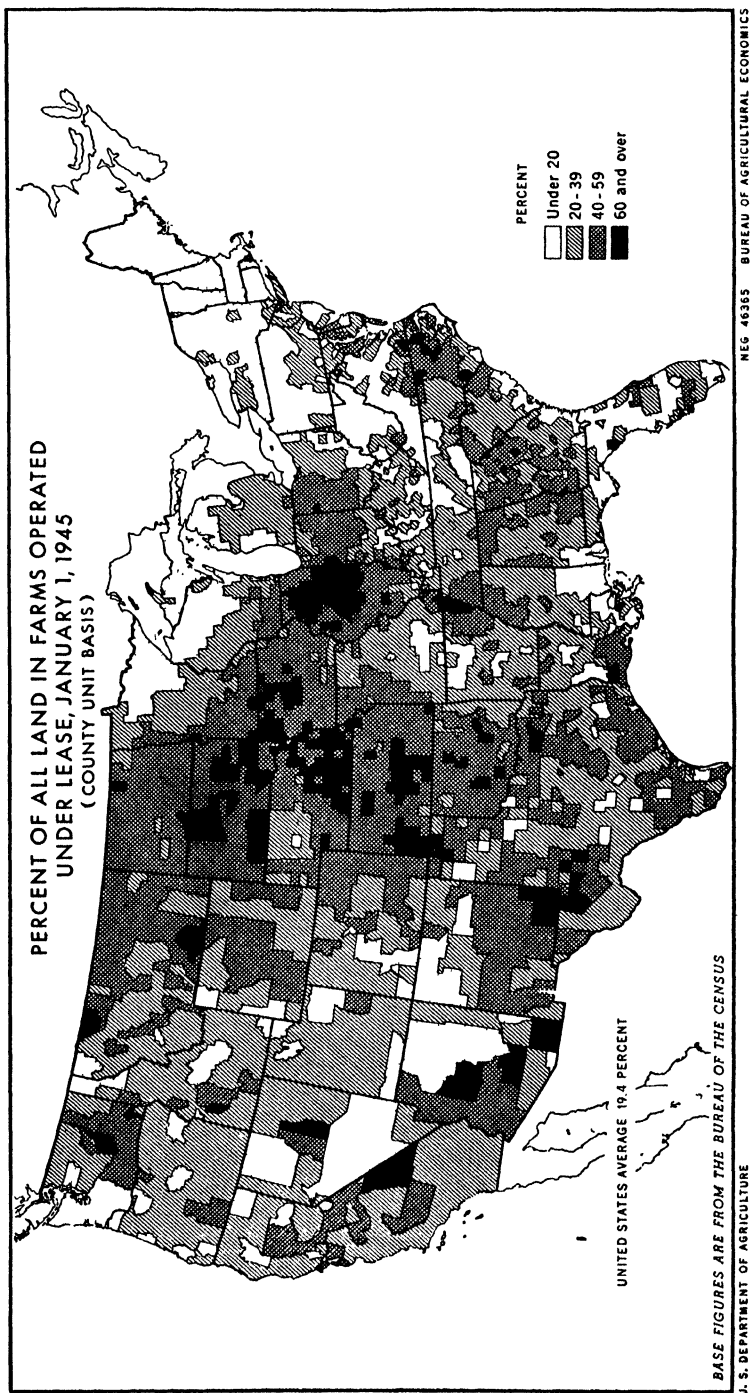 PERCENT OF ALL LAND IN FARMS OPERATED
UNDER LEASE, JANUARY 1, 1945
(COUNTY UNIT BASIS)
PERCENT
Under 20
20-39
40-59
60 and over
UNITED STATES AVERAGE 19.4 PERCENT
BASE FIGURES ARE FROM THE BUREAU OF THE CENSUS
U. S. DEPARTMENT OF AGRICULTURE
NEG 46365 BUREAU OF AGRICULTURAL ECONOMICS